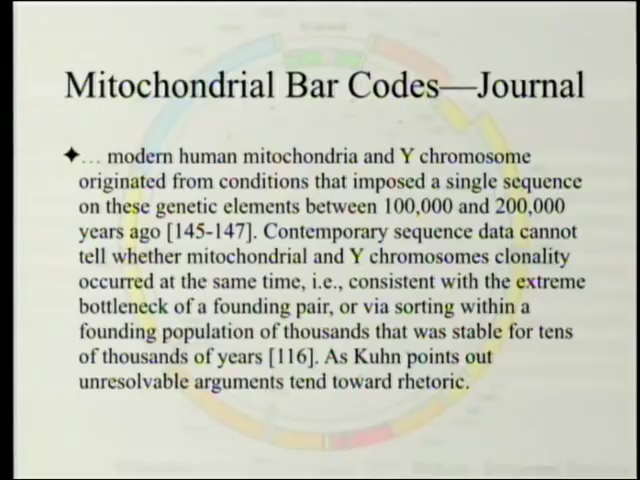 Mitochondrial Bar Codes—Journal
✦… modern human mitochondria and Y chromosome
originated from conditions that imposed a single sequence
on these genetic elements between 100,000 and 200,000
years ago [145-147]. Contemporary sequence data cannot
tell whether mitochondrial and Y chromosomes clonality
occurred at the same time, i.e., consistent with the extreme
bottleneck of a founding pair, or via sorting within a
founding population of thousands that was stable for tens
of thousands of years [116]. As Kuhn points out
unresolvable arguments tend toward rhetoric.